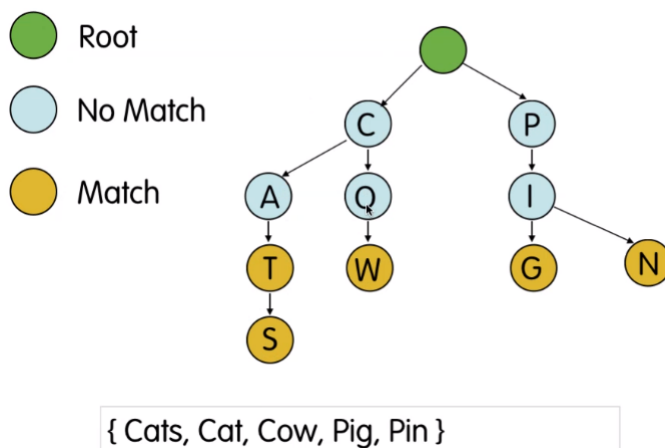 Root
No Match
Match
C
P
A
O
I
T
W
G
N
S
{ Cats, Cat, Cow, Pig, Pin }